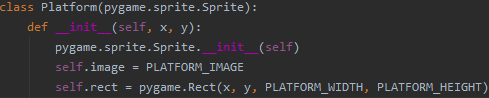 class Platform(pygame.sprite.Sprite):
    def __init__(self, x, y):
        pygame.sprite.Sprite.__init__(self)
        self.image = PLATFORM_IMAGE
        self.rect = pygame.Rect(x, y, PLATFORM_WIDTH, PLATFORM_HEIGHT)